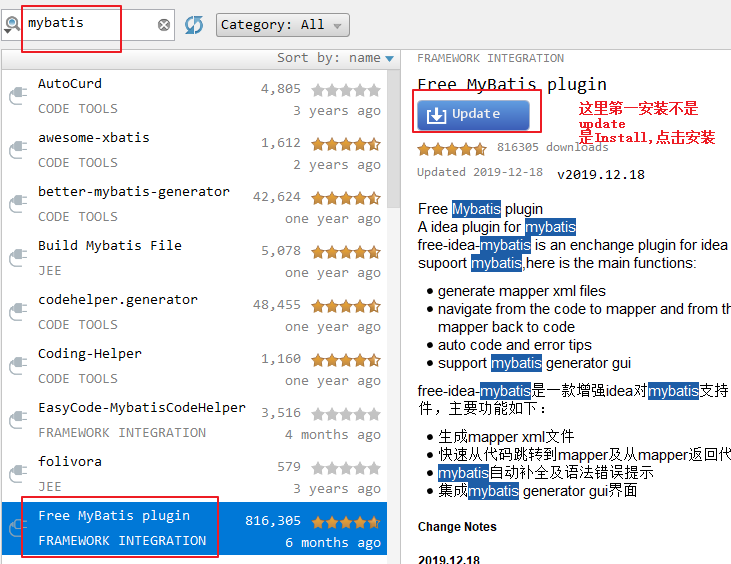 mybatis
Category: All
Sort by: name
AutoCurd
4,805
CODE TOOLS
3 years ago
awesome-xbatis
1,612
CODE TOOLS
2 years ago
better-mybatis-generator
42,624
CODE TOOLS
one year ago
Build Mybatis File
5,078
JEE
one year ago
codehelper.generator
48,455
CODE TOOLS
one year ago
Coding-Helper
1,160
CODE TOOLS
one year ago
EasyCode-MybatisCodeHelper
3,516
FRAMEWORK INTEGRATION
4 months ago
folivora
579
JEE
3 years ago
Free MyBatis plugin
816,305
FRAMEWORK INTEGRATION
6 months ago
FRAMEWORK INTEGRATION
Free MyBatis plugin
Update
这里第一安装不是
update
是Install,点击安装
816305 downloads
Updated 2019-12-18 v2019.12.18
Free Mybatis plugin
A idea plugin for mybatis
free-idea-mybatis is an enchange plugin for idea
supoort mybatis,here is the main functions:
generate mapper xml files
navigate from the code to mapper and from th
mapper back to code
auto code and error tips
support mybatis generator gui
free-idea-mybatis是一款增强idea对mybatis支持
件，主要功能如下：
生成mapper xml文件
快速从代码跳转到mapper及从mapper返回代
mybatis自动补全及语法错误提示
集成mybatis generator gui界面
Change Notes
2019.12.18